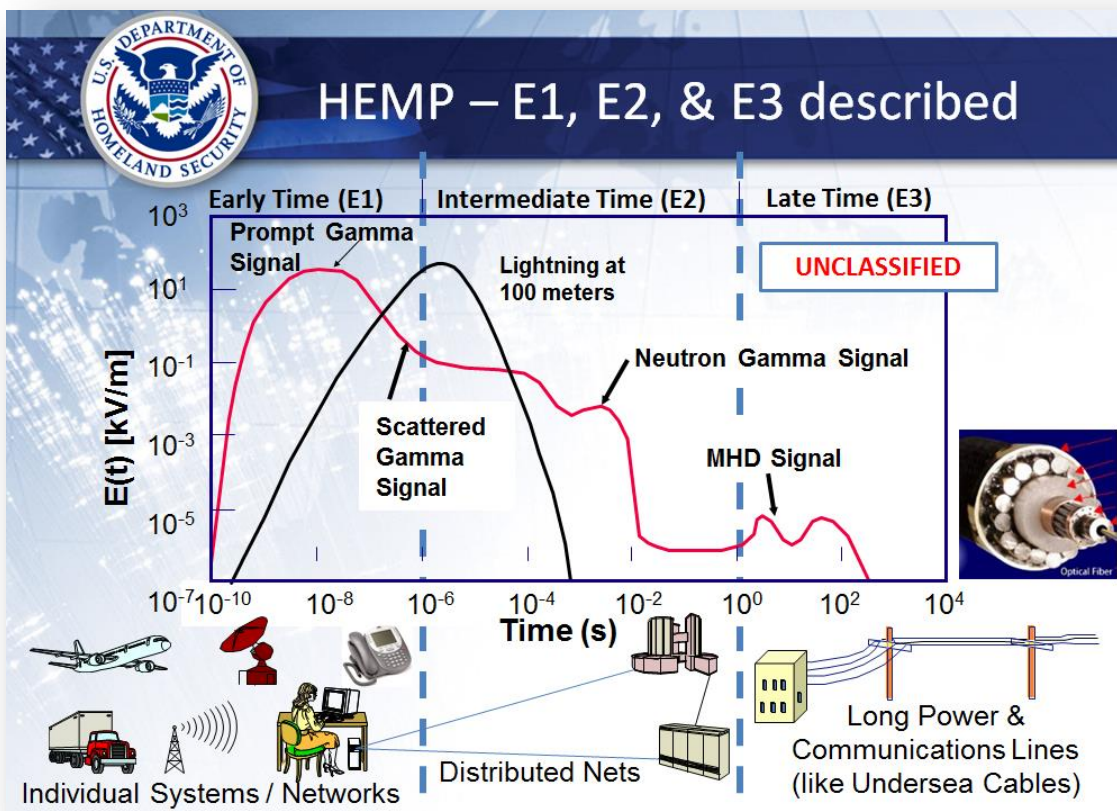 U.S. DEPARTMENT OF
HOMELAND SECURITY
HEMP – E1, E2, & E3 described
Early Time (E1)
Intermediate Time (E2)
Late Time (E3)
Prompt Gamma
Signal
Lightning at
100 meters
UNCLASSIFIED
Neutron Gamma Signal
Scattered
Gamma
Signal
MHD Signal
E(t) [kV/m]
10³
10¹
10⁻¹
10⁻³
10⁻⁵
10⁻⁷
10⁻¹⁰ 10⁻⁸ 10⁻⁶ 10⁻⁴ 10⁻² 10⁰ 10² 10⁴
Time (s)
Optical Fiber
Individual Systems / Networks
Distributed Nets
Long Power &
Communications Lines
(like Undersea Cables)